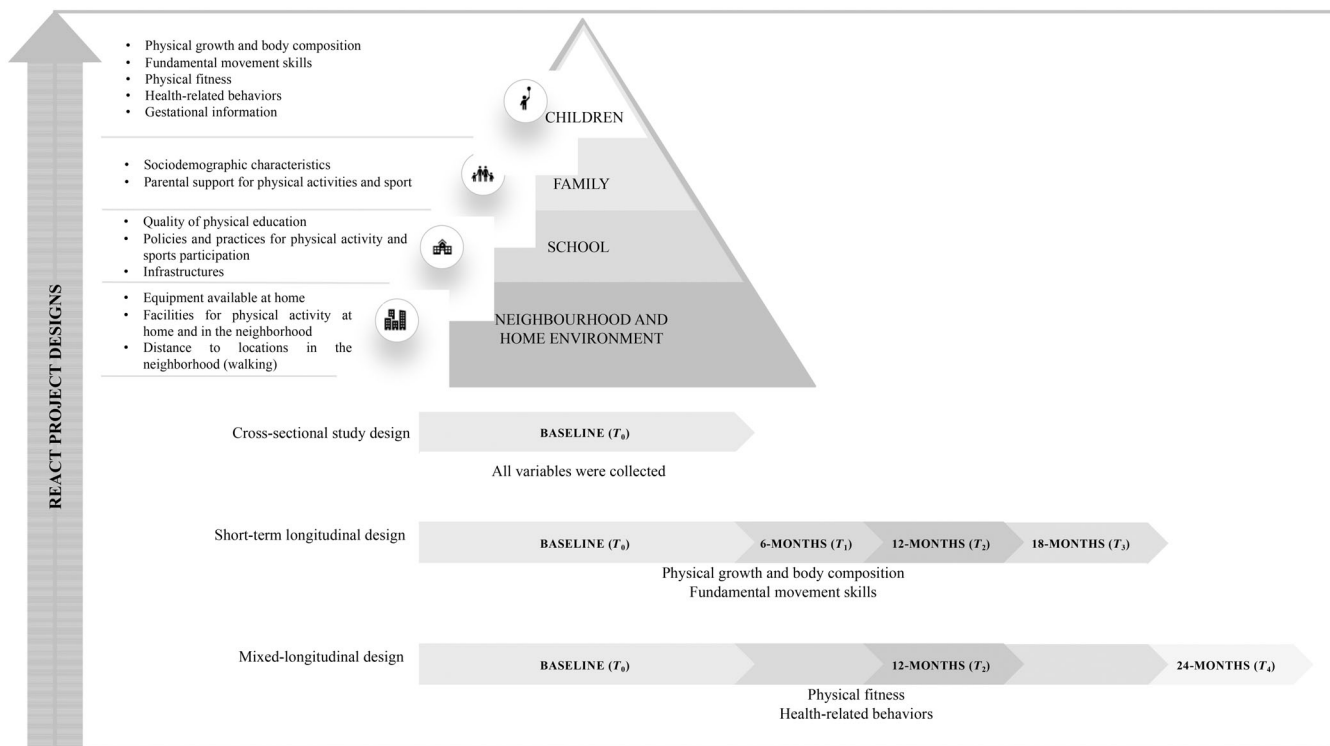 REACT PROJECT DESIGNS
• Physical growth and body composition
• Fundamental movement skills
• Physical fitness
• Health-related behaviors
• Gestational information
CHILDREN
• Sociodemographic characteristics
• Parental support for physical activities and sport
FAMILY
• Quality of physical education
• Policies and practices for physical activity and
sports participation
• Infrastructures
SCHOOL
• Equipment available at home
• Facilities for physical activity at
home and in the neighborhood
• Distance to locations in the
neighborhood (walking)
NEIGHBOURHOOD AND
HOME ENVIRONMENT
Cross-sectional study design
BASELINE (T₀)
All variables were collected
Short-term longitudinal design
BASELINE (T₀)
6-MONTHS (T₁)
12-MONTHS (T₂)
18-MONTHS (T₃)
Physical growth and body composition
Fundamental movement skills
Mixed-longitudinal design
BASELINE (T₀)
12-MONTHS (T₂)
24-MONTHS (T₄)
Physical fitness
Health-related behaviors